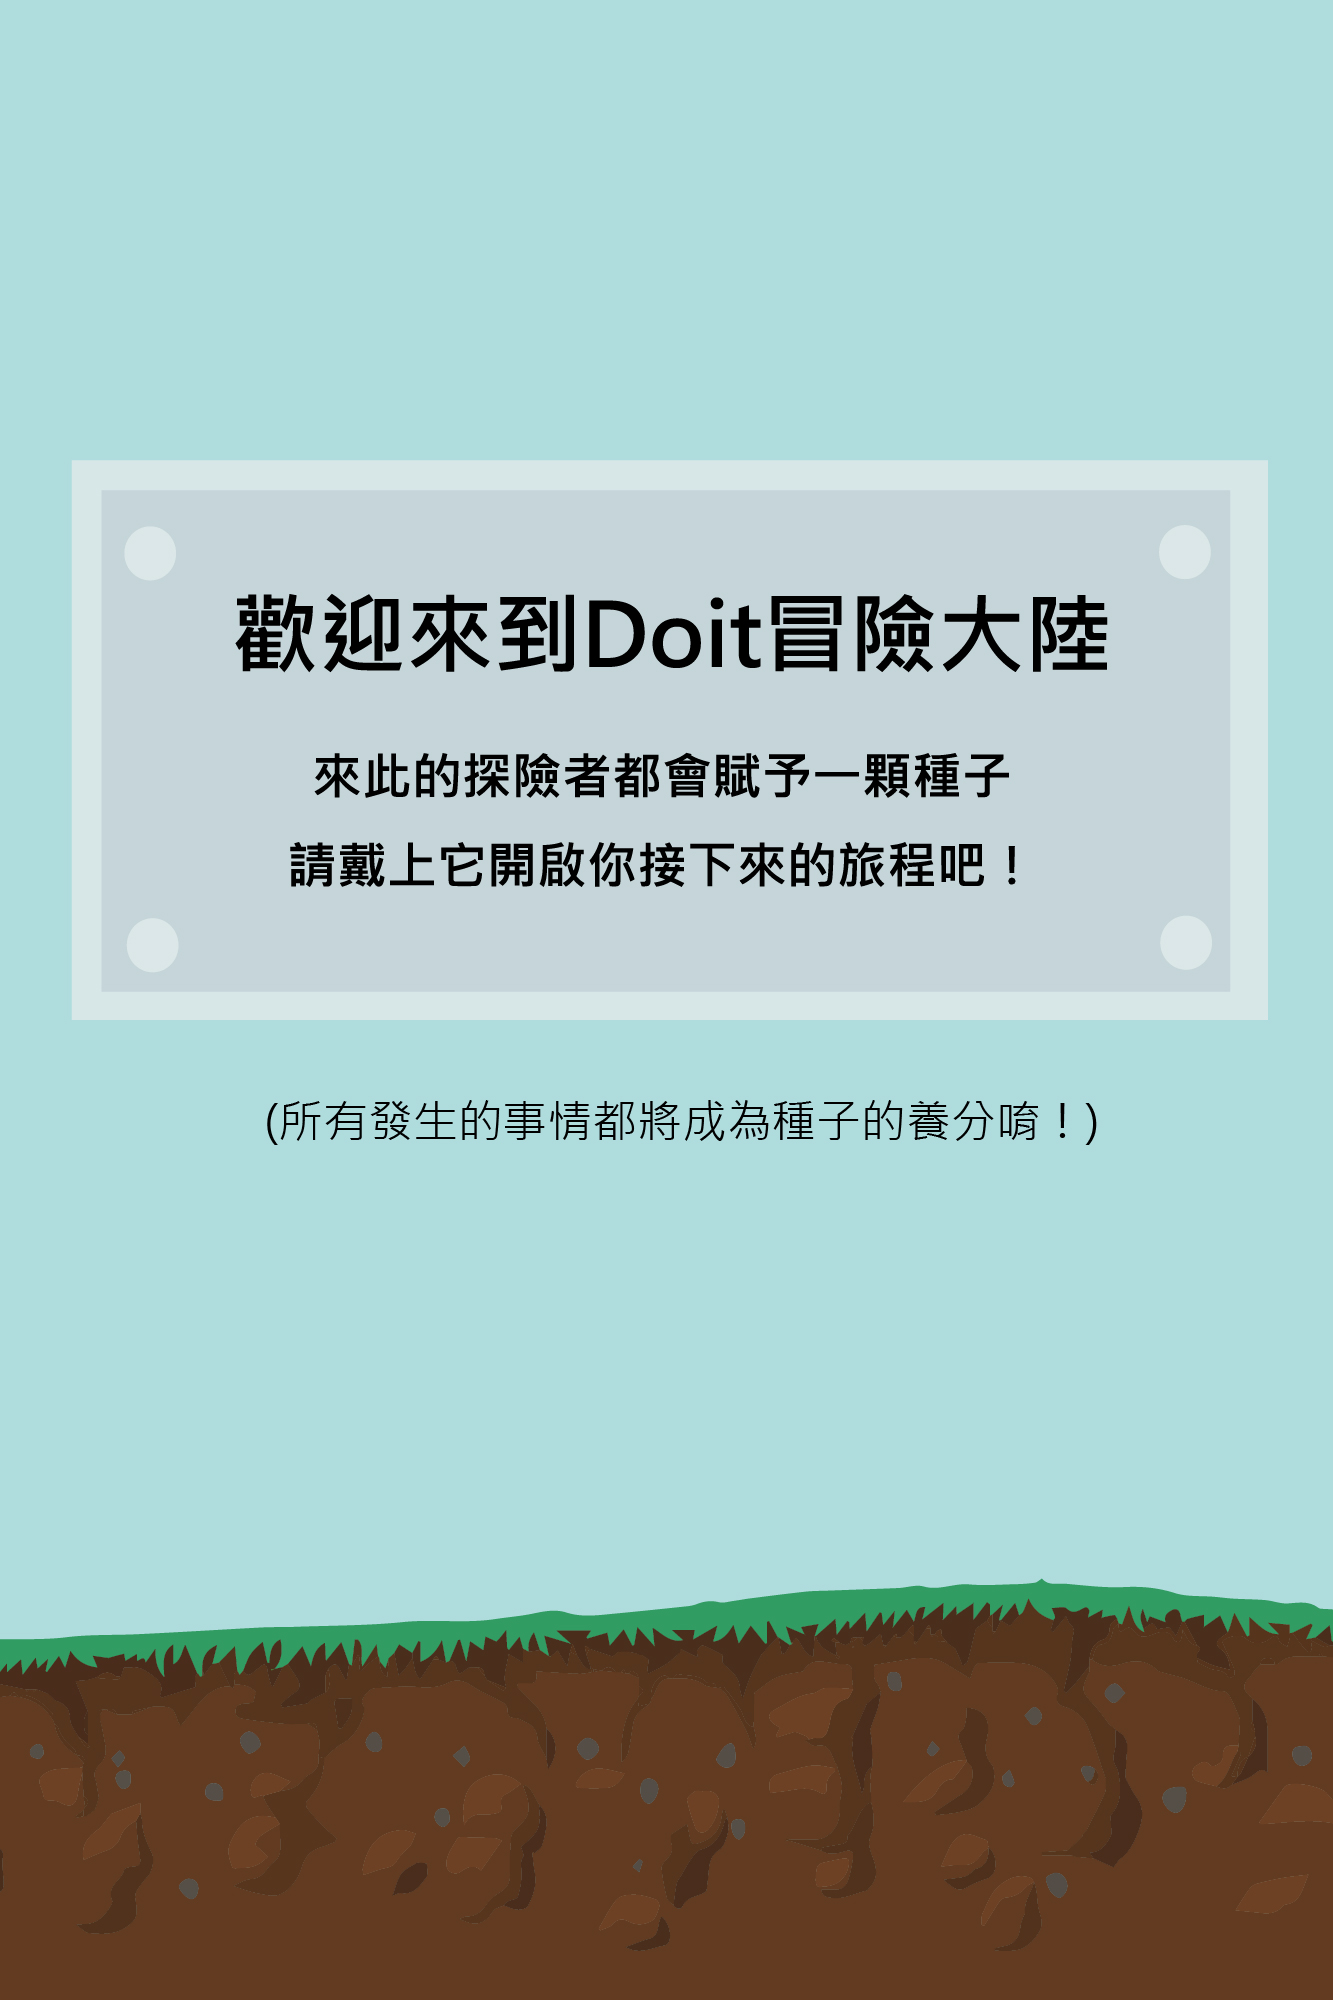 歡迎來到Doit冒險大陸
來此的探險者都會賦予一顆種子
請戴上它開啟你接下來的旅程吧！
(所有發生的事情都將成為種子的養分唷！)